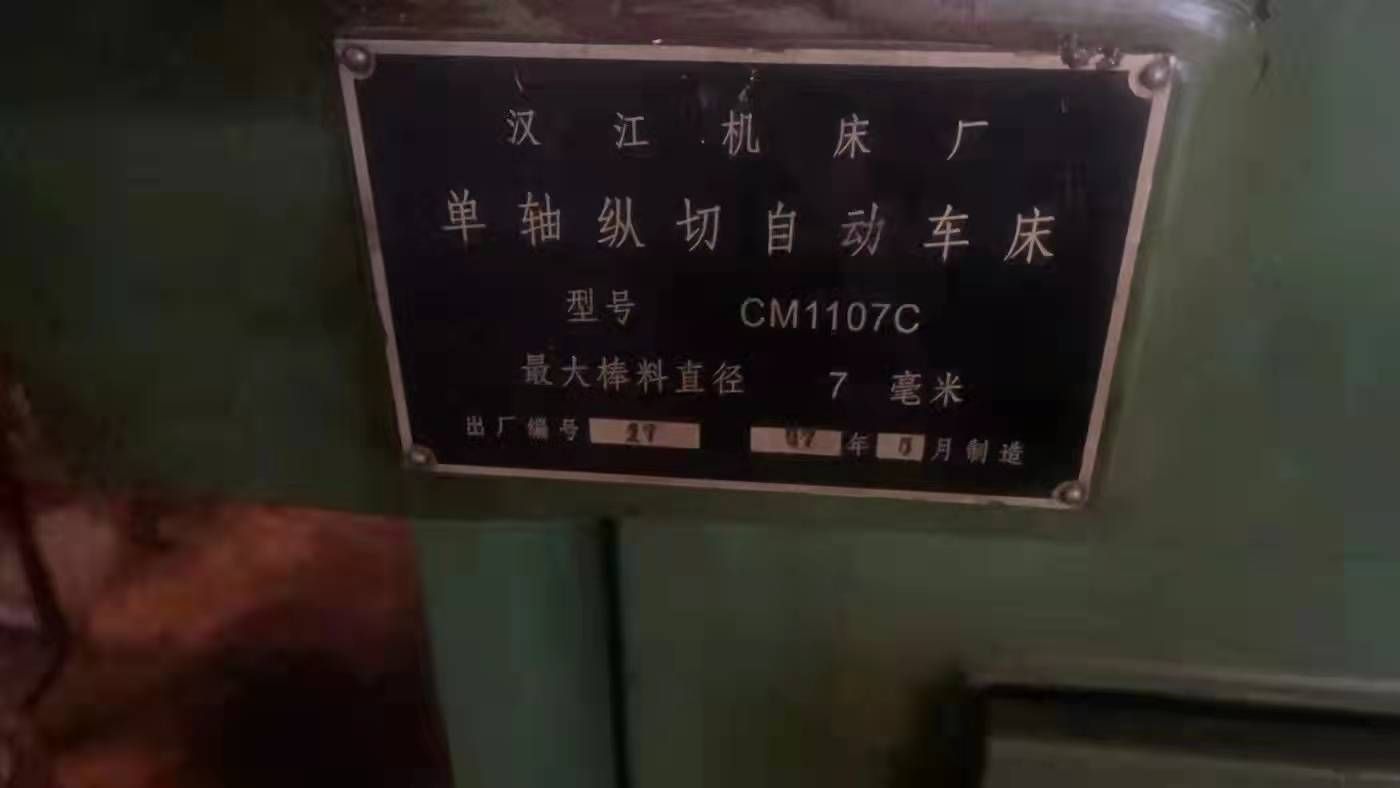 汉江机床厂
单轴纵切自动车床
型号 CM1107C
最大棒料直径 7 毫米
出厂编号 27 年 月制造